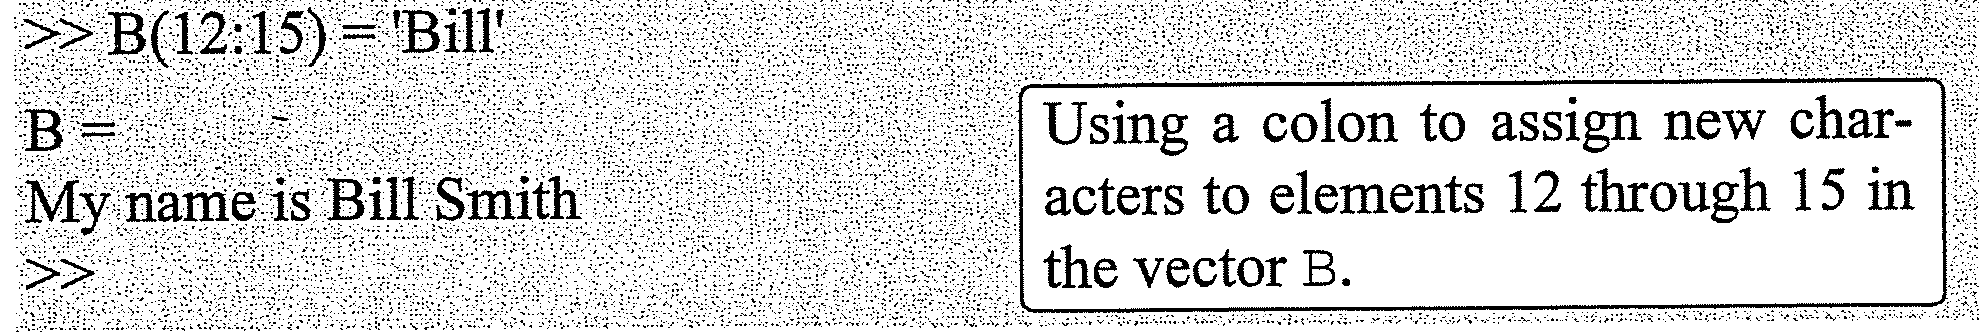 >> B(12:15) = 'Bill'
B =
My name is Bill Smith
>>
Using a colon to assign new char-
acters to elements 12 through 15 in
the vector B.